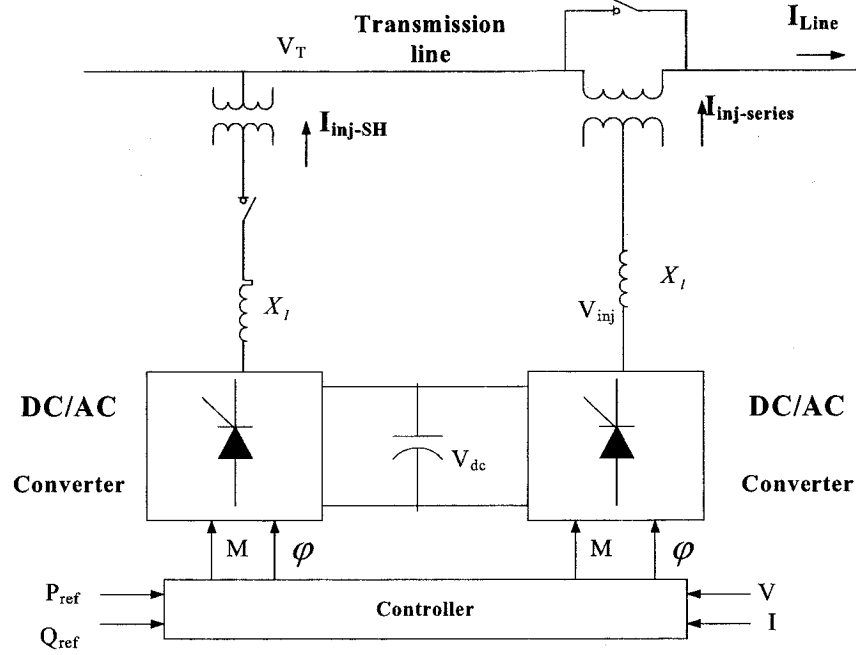 Transmission
line
I_Line
V_T
I_inj-SH
I_inj-series
X_l
X_l
V_inj
DC/AC
Converter
DC/AC
Converter
V_dc
M
φ
M
φ
P_ref
Q_ref
Controller
V
I